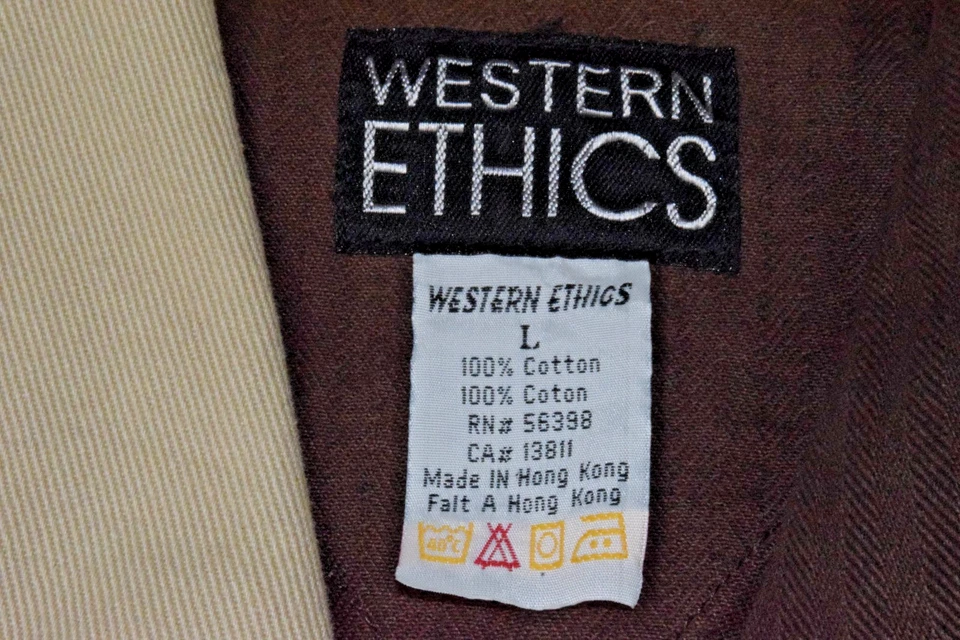 WESTERN
ETHICS
WESTERN ETHICS
L
100% Cotton
100% Coton
RN# 56398
CA# 13811
Made IN Hong Kong
Falt A Hong Kong
40°C